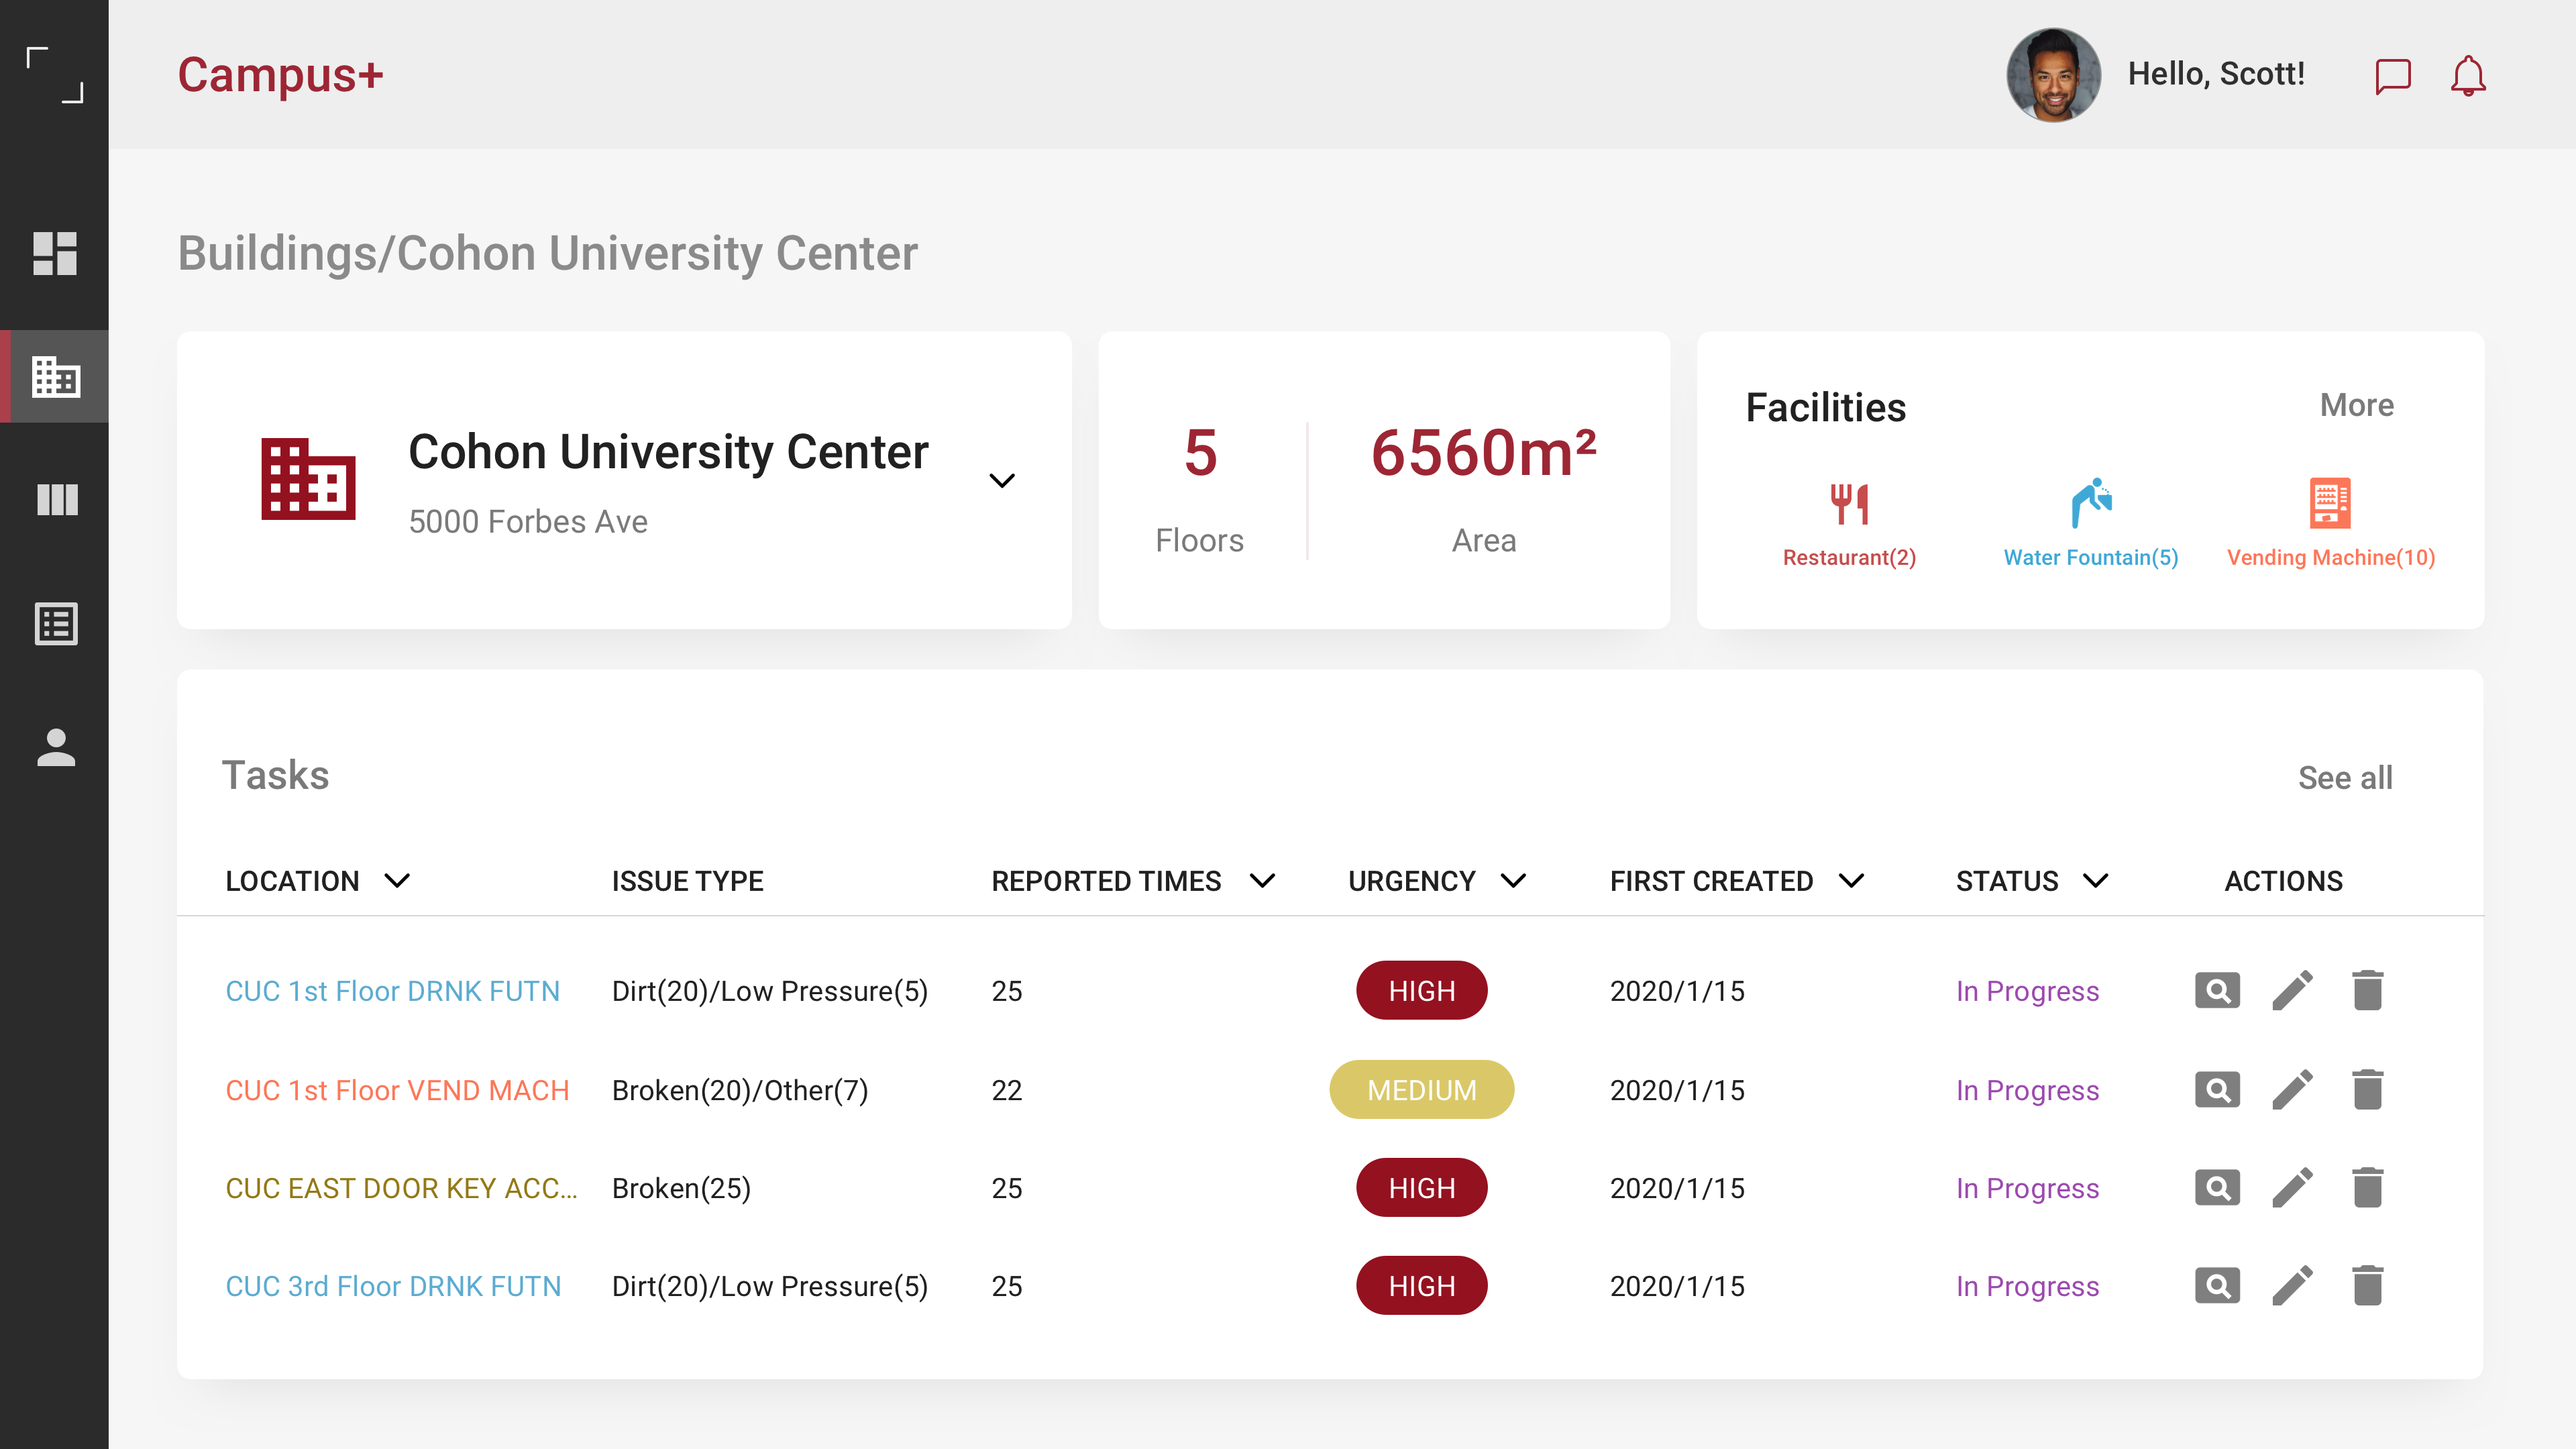 Campus+
Hello, Scott!
Buildings/Cohon University Center
Cohon University Center
5000 Forbes Ave
5
Floors
6560m²
Area
Facilities
More
Restaurant(2)
Water Fountain(5)
Vending Machine(10)
Tasks
See all
LOCATION ISSUE TYPE REPORTED TIMES URGENCY FIRST CREATED STATUS ACTIONS
CUC 1st Floor DRNK FUTN Dirt(20)/Low Pressure(5) 25 HIGH 2020/1/15 In Progress
CUC 1st Floor VEND MACH Broken(20)/Other(7) 22 MEDIUM 2020/1/15 In Progress
CUC EAST DOOR KEY ACC... Broken(25) 25 HIGH 2020/1/15 In Progress
CUC 3rd Floor DRNK FUTN Dirt(20)/Low Pressure(5) 25 HIGH 2020/1/15 In Progress